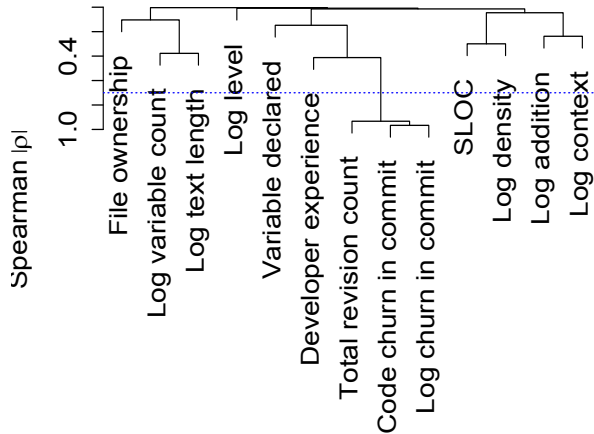 Spearman |ρ|
0.4
1.0
File ownership
Log variable count
Log text length
Log level
Variable declared
Developer experience
Total revision count
Code churn in commit
Log churn in commit
SLOC
Log density
Log addition
Log context